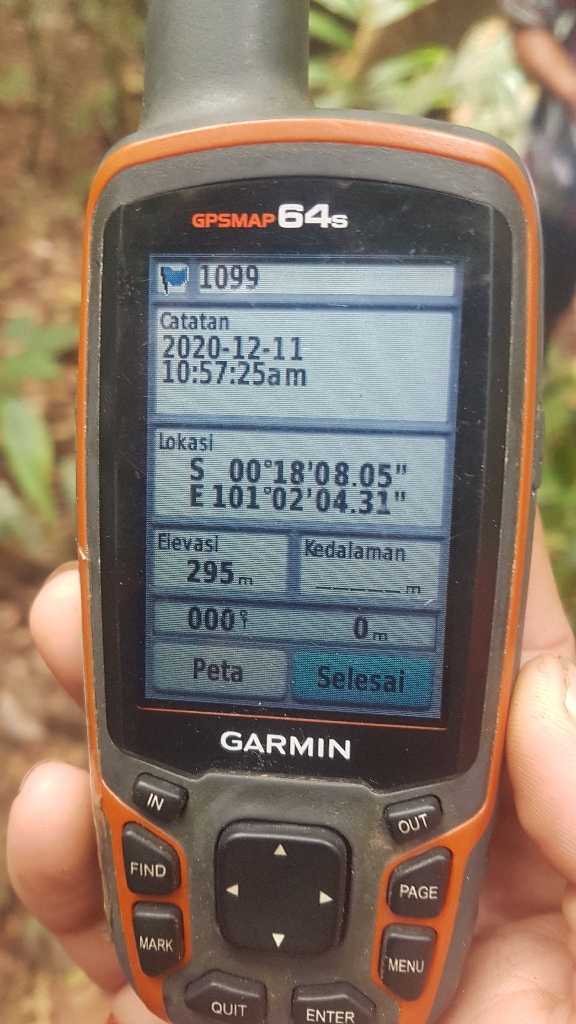 GPSMAP 64s
1099
Catatan
2020-12-11
10:57:25am
Lokasi
S 00°18'08.05"
E 101°02'04.31"
Elevasi Kedalaman
295m _____m
000° 0m
Peta Selesai
GARMIN
IN OUT
FIND PAGE
MARK MENU
QUIT ENTER